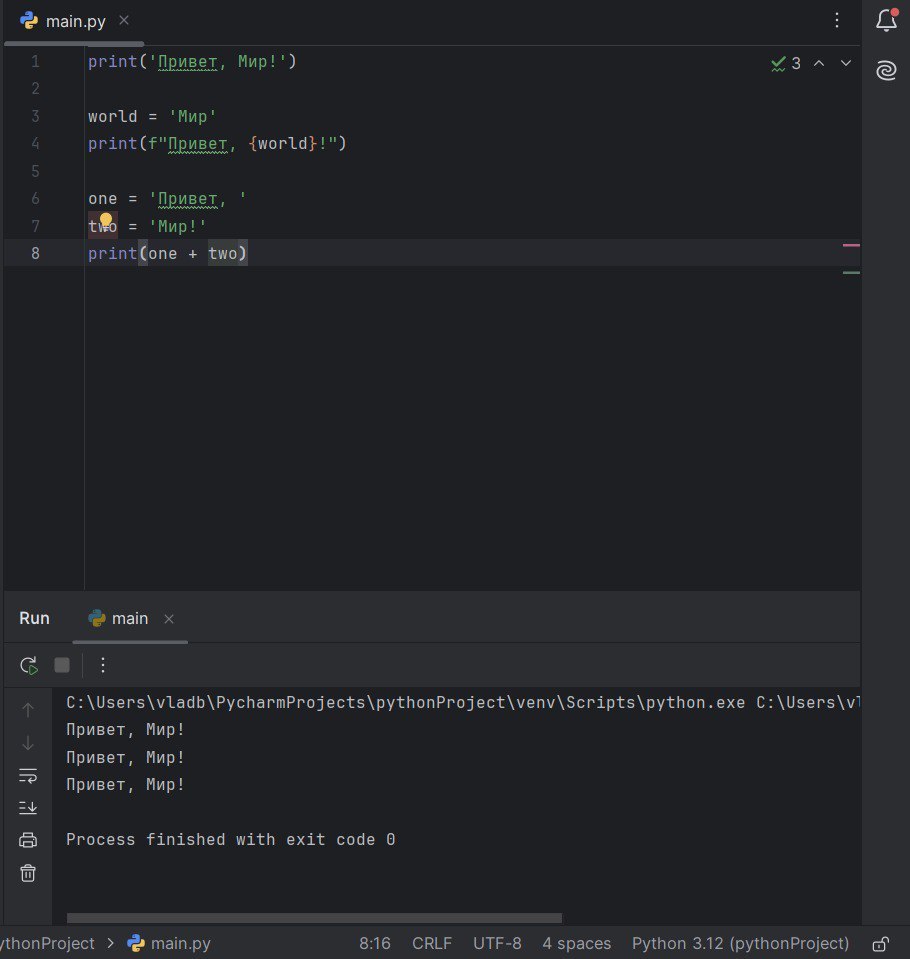 main.py
1 print('Привет, Мир!')
3
2
3 world = 'Мир'
4 print(f"Привет, {world}!")
5
6 one = 'Привет, '
7 two = 'Мир!'
8 print(one + two)
Run main
C:\Users\vladb\PycharmProjects\pythonProject\venv\Scripts\python.exe C:\Users\vl
Привет, Мир!
Привет, Мир!
Привет, Мир!
Process finished with exit code 0
ythonProject > main.py 8:16 CRLF UTF-8 4 spaces Python 3.12 (pythonProject)